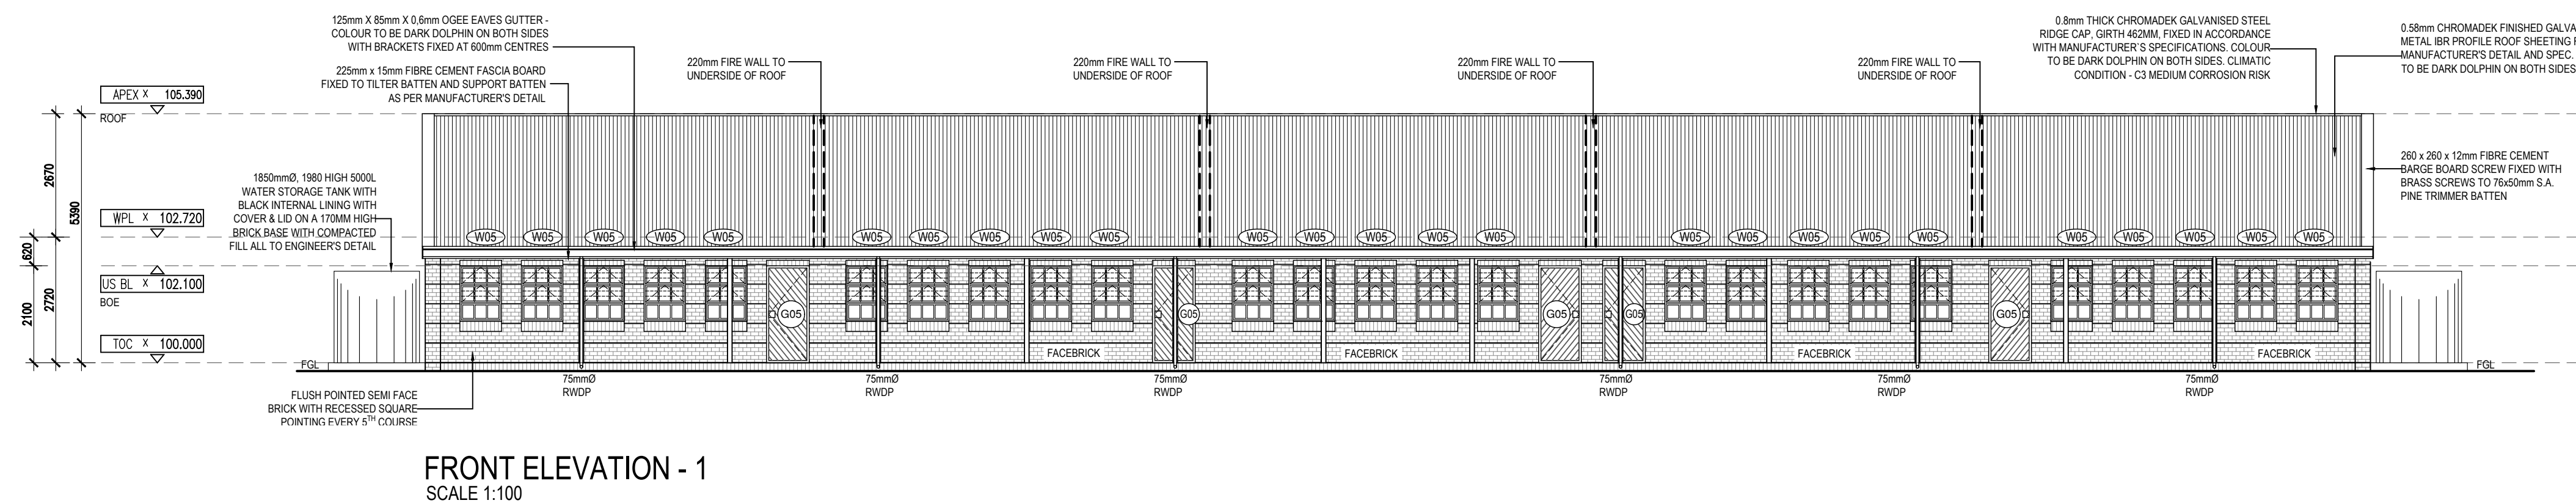 125mm X 85mm X 0,6mm OGEE EAVES GUTTER -
COLOUR TO BE DARK DOLPHIN ON BOTH SIDES
WITH BRACKETS FIXED AT 600mm CENTRES
225mm x 15mm FIBRE CEMENT FASCIA BOARD
FIXED TO TILTER BATTEN AND SUPPORT BATTEN
AS PER MANUFACTURER'S DETAIL
220mm FIRE WALL TO
UNDERSIDE OF ROOF
220mm FIRE WALL TO
UNDERSIDE OF ROOF
220mm FIRE WALL TO
UNDERSIDE OF ROOF
220mm FIRE WALL TO
UNDERSIDE OF ROOF
0.8mm THICK CHROMADEK GALVANISED STEEL
RIDGE CAP, GIRTH 462MM, FIXED IN ACCORDANCE
WITH MANUFACTURER`S SPECIFICATIONS. COLOUR
TO BE DARK DOLPHIN ON BOTH SIDES. CLIMATIC
CONDITION - C3 MEDIUM CORROSION RISK
0.58mm CHROMADEK FINISHED GALVA
METAL IBR PROFILE ROOF SHEETING
MANUFACTURER'S DETAIL AND SPEC.
TO BE DARK DOLPHIN ON BOTH SIDES
APEX X 105.390
ROOF
WPL X 102.720
US BL X 102.100
BOE
TOC X 100.000
2670
5390
620
2720
2100
1850mmØ, 1980 HIGH 5000L
WATER STORAGE TANK WITH
BLACK INTERNAL LINING WITH
COVER & LID ON A 170MM HIGH
BRICK BASE WITH COMPACTED
FILL ALL TO ENGINEER'S DETAIL
260 x 260 x 12mm FIBRE CEMENT
BARGE BOARD SCREW FIXED WITH
BRASS SCREWS TO 76x50mm S.A.
PINE TRIMMER BATTEN
W05 W05 W05 W05 W05 W05 W05 W05 W05 W05 W05 W05 W05 W05 W05 W05 W05 W05 W05 W05 W05 W05 W05 W05 W05
G05 G05 G05 G05 G05
FACEBRICK FACEBRICK FACEBRICK FACEBRICK
FGL FGL
75mmØ
RWDP
75mmØ
RWDP
75mmØ
RWDP
75mmØ
RWDP
75mmØ
RWDP
75mmØ
RWDP
FLUSH POINTED SEMI FACE
BRICK WITH RECESSED SQUARE
POINTING EVERY 5TH COURSE
FRONT ELEVATION - 1
SCALE 1:100